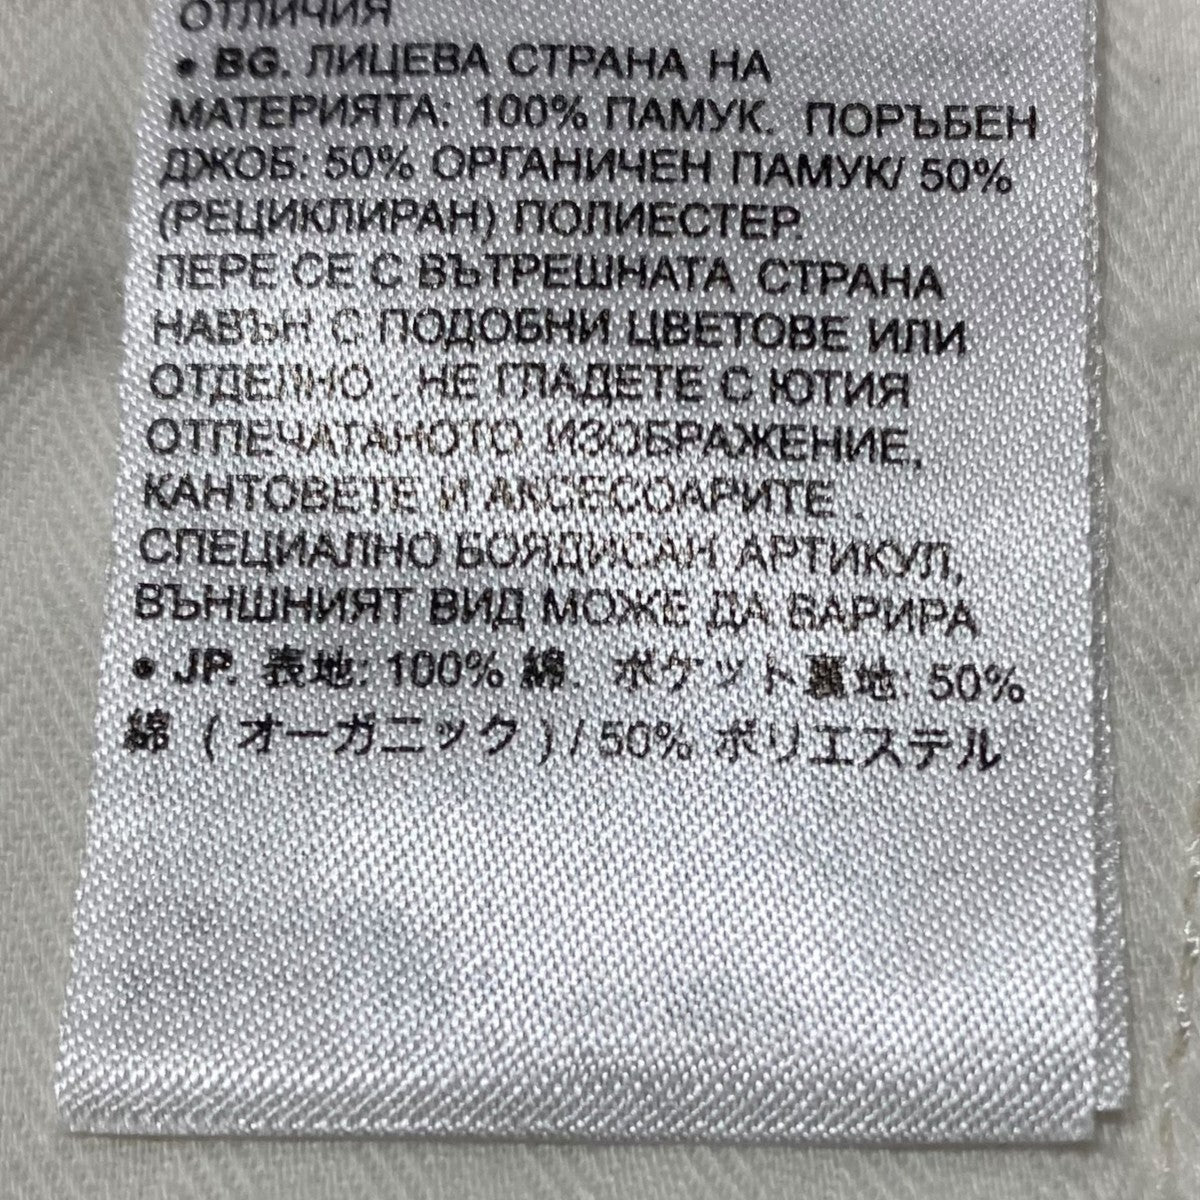 ОТЛИЧИЯ
• BG. ЛИЦЕВА СТРАНА НА
МАТЕРИЯТА: 100% ПАМУК. ПОРЪБЕН
ДЖОБ: 50% ОРГАНИЧЕН ПАМУК/ 50%
(РЕЦИКЛИРАН) ПОЛИЕСТЕР.
ПЕРЕ СЕ С ВЪТРЕШНАТА СТРАНА
НАВЪН С ПОДОБНИ ЦВЕТОВЕ ИЛИ
ОТДЕЛНО . НЕ ГЛАДЕТЕ С ЮТИЯ
ОТПЕЧАТАНОТО ИЗОБРАЖЕНИЕ,
КАНТОВЕТЕ И АКСЕСОАРИТЕ .
СПЕЦИАЛНО БОЯДИСАН АРТИКУЛ,
ВЪНШНИЯТ ВИД МОЖЕ ДА ВАРИРА
• JP. 表地: 100% 綿. ポケット裏地: 50%
綿 (オーガニック) / 50% ポリエステル